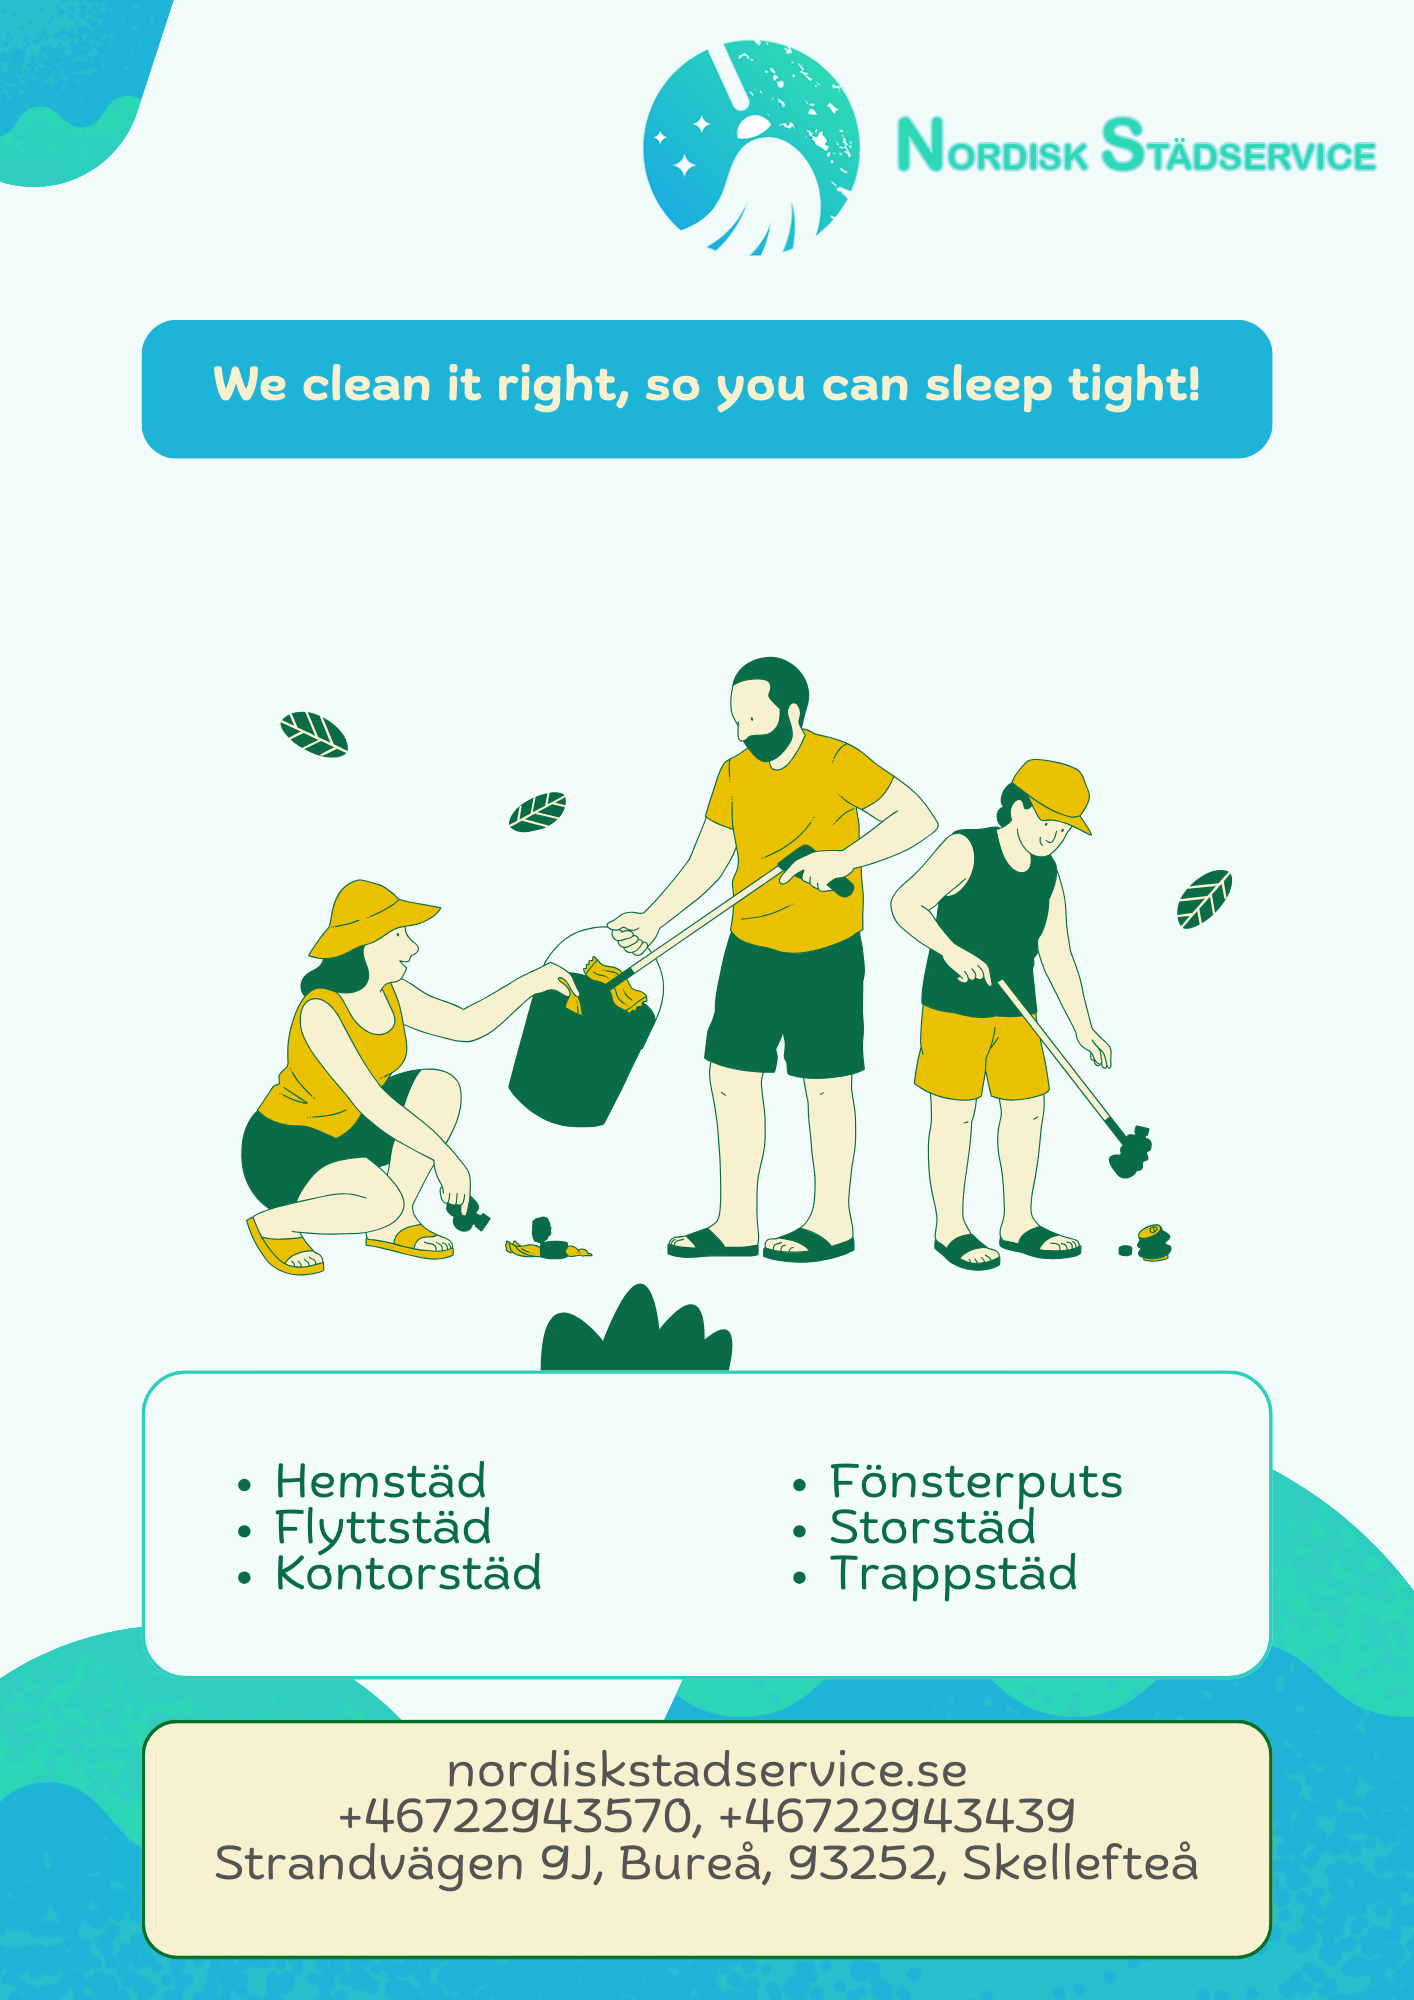 Nordisk Städservice
We clean it right, so you can sleep tight!
• Hemstäd
• Flyttstäd
• Kontorstäd
• Fönsterputs
• Storstäd
• Trappstäd
nordiskstadservice.se
+46722943570, +46722943439
Strandvägen 9J, Bureå, 93252, Skellefteå